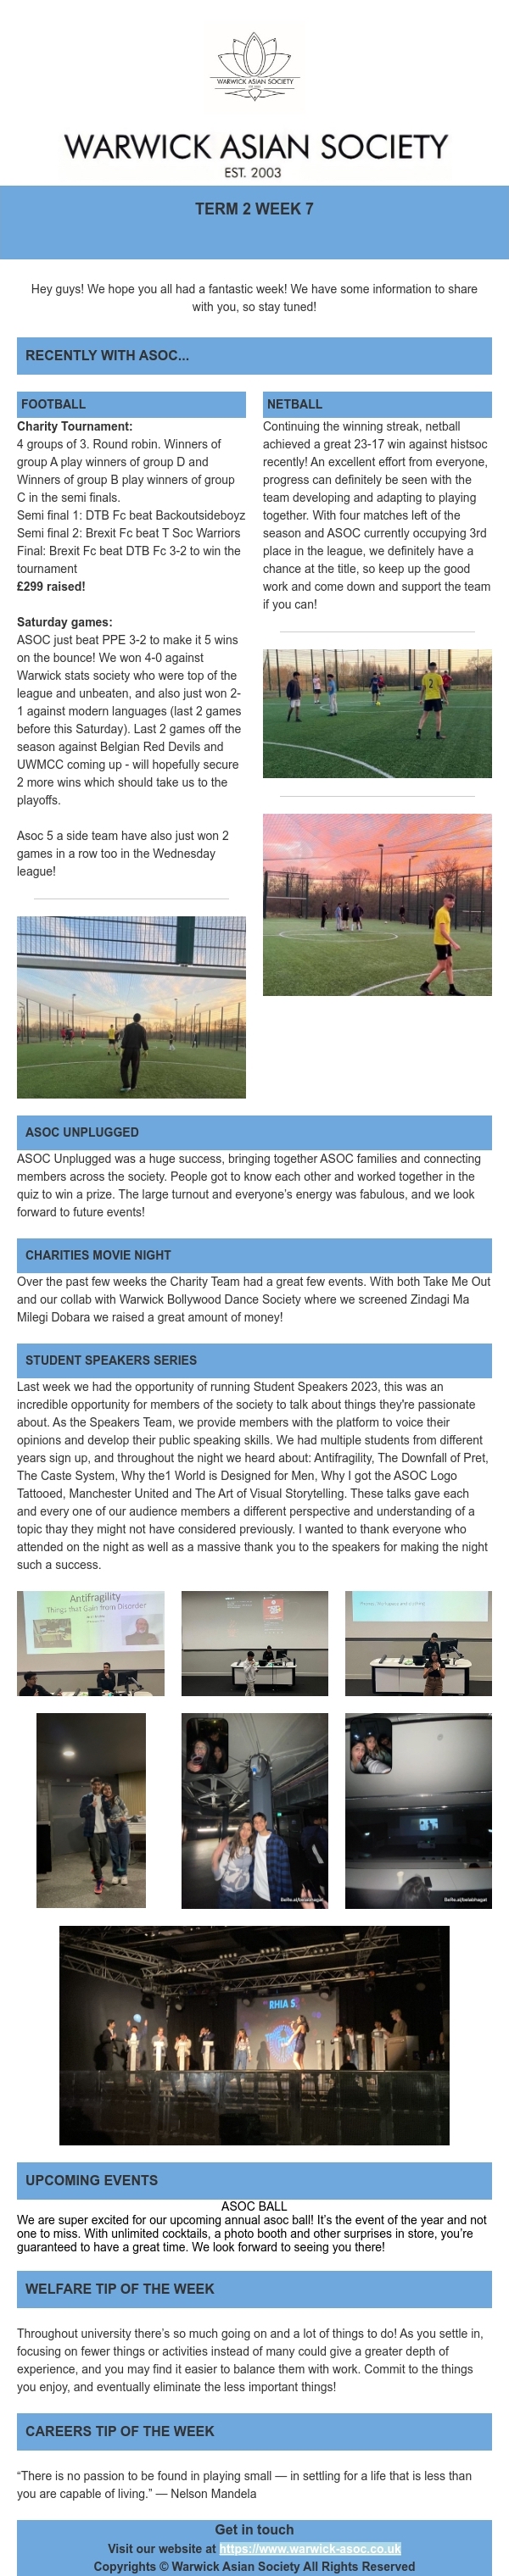 WARWICK ASIAN SOCIETY
WARWICK ASIAN SOCIETY
EST. 2003
TERM 2 WEEK 7
Hey guys! We hope you all had a fantastic week! We have some information to share
with you, so stay tuned!
RECENTLY WITH ASOC...
FOOTBALL
Charity Tournament:
4 groups of 3. Round robin. Winners of
group A play winners of group D and
Winners of group B play winners of group
C in the semi finals.
Semi final 1: DTB Fc beat Backoutsideboyz
Semi final 2: Brexit Fc beat T Soc Warriors
Final: Brexit Fc beat DTB Fc 3-2 to win the
tournament
£299 raised!
Saturday games:
ASOC just beat PPE 3-2 to make it 5 wins
on the bounce! We won 4-0 against
Warwick stats society who were top of the
league and unbeaten, and also just won 2-
1 against modern languages (last 2 games
before this Saturday). Last 2 games off the
season against Belgian Red Devils and
UWMCC coming up - will hopefully secure
2 more wins which should take us to the
playoffs.
Asoc 5 a side team have also just won 2
games in a row too in the Wednesday
league!
NETBALL
Continuing the winning streak, netball
achieved a great 23-17 win against histsoc
recently! An excellent effort from everyone,
progress can definitely be seen with the
team developing and adapting to playing
together. With four matches left of the
season and ASOC currently occupying 3rd
place in the league, we definitely have a
chance at the title, so keep up the good
work and come down and support the team
if you can!
2
ASOC UNPLUGGED
ASOC Unplugged was a huge success, bringing together ASOC families and connecting
members across the society. People got to know each other and worked together in the
quiz to win a prize. The large turnout and everyone's energy was fabulous, and we look
forward to future events!
CHARITIES MOVIE NIGHT
Over the past few weeks the Charity Team had a great few events. With both Take Me Out
and our collab with Warwick Bollywood Dance Society where we screened Zindagi Ma
Milegi Dobara we raised a great amount of money!
STUDENT SPEAKERS SERIES
Last week we had the opportunity of running Student Speakers 2023, this was an
incredible opportunity for members of the society to talk about things they're passionate
about. As the Speakers Team, we provide members with the platform to voice their
opinions and develop their public speaking skills. We had multiple students from different
years sign up, and throughout the night we heard about: Antifragility, The Downfall of Pret,
The Caste System, Why the1 World is Designed for Men, Why I got the ASOC Logo
Tattooed, Manchester United and The Art of Visual Storytelling. These talks gave each
and every one of our audience members a different perspective and understanding of a
topic thay they might not have considered previously. I wanted to thank everyone who
attended on the night as well as a massive thank you to the speakers for making the night
such a success.
Antifragility
Things that Gain from Disorder
RHIA S
UPCOMING EVENTS
ASOC BALL
We are super excited for our upcoming annual asoc ball! It's the event of the year and not
one to miss. With unlimited cocktails, a photo booth and other surprises in store, you're
guaranteed to have a great time. We look forward to seeing you there!
WELFARE TIP OF THE WEEK
Throughout university there's so much going on and a lot of things to do! As you settle in,
focusing on fewer things or activities instead of many could give a greater depth of
experience, and you may find it easier to balance them with work. Commit to the things
you enjoy, and eventually eliminate the less important things!
CAREERS TIP OF THE WEEK
“There is no passion to be found in playing small — in settling for a life that is less than
you are capable of living.” — Nelson Mandela
Get in touch
Visit our website at https://www.warwick-asoc.co.uk
Copyrights © Warwick Asian Society All Rights Reserved